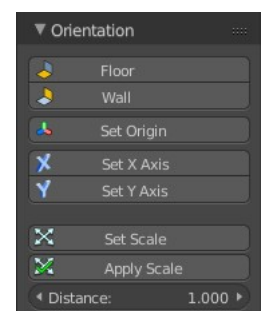 Orientation
Floor
Wall
Set Origin
Set X Axis
Set Y Axis
Set Scale
Apply Scale
Distance: 1.000